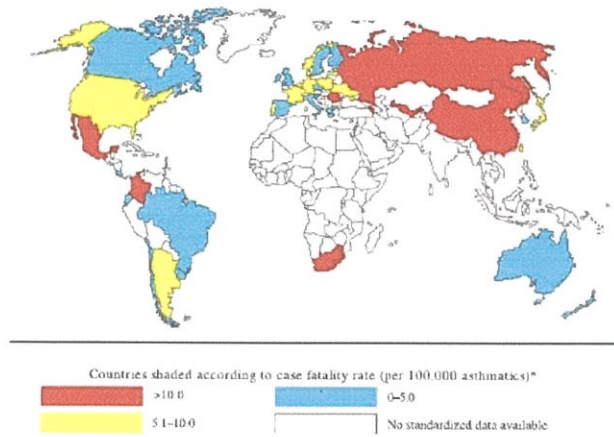 Countries shaded according to case fatality rate (per 100,000 asthmatics)*
>10.0
0–5.0
5.1–10.0
No standardized data available